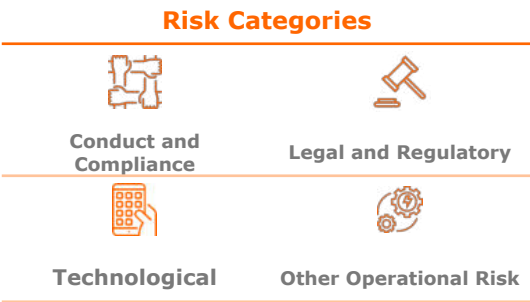 Risk Categories
Conduct and
Compliance
Legal and Regulatory
Technological
Other Operational Risk